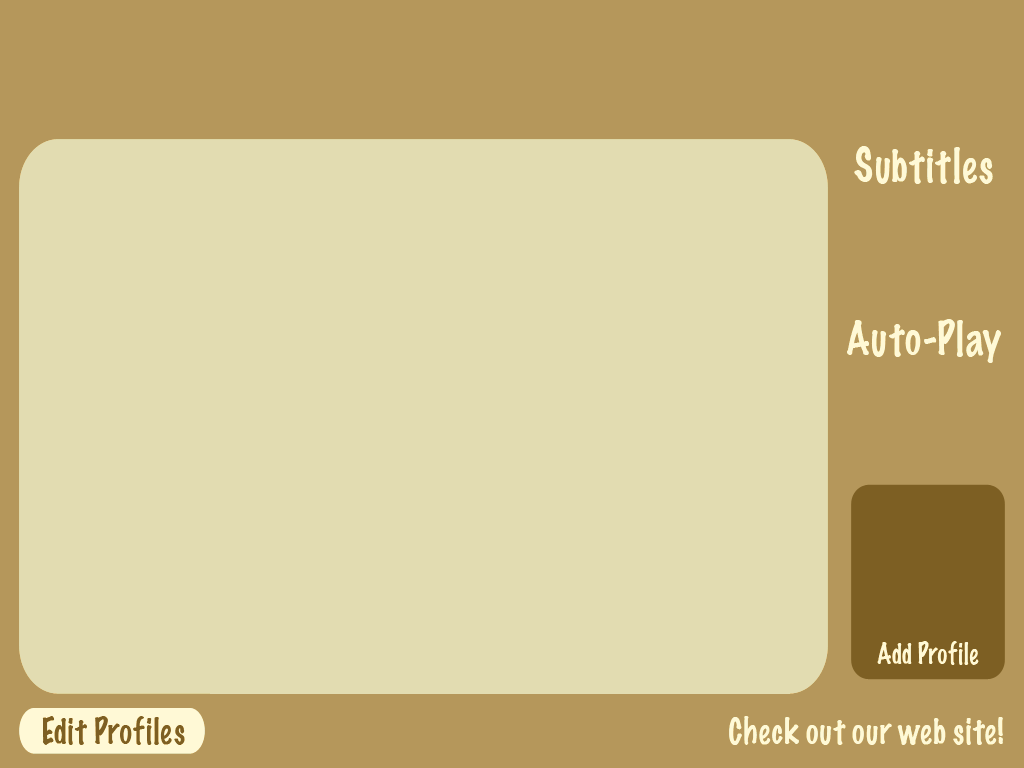 Subtitles
Auto-Play
Add Profile
Edit Profiles
Check out our web site!